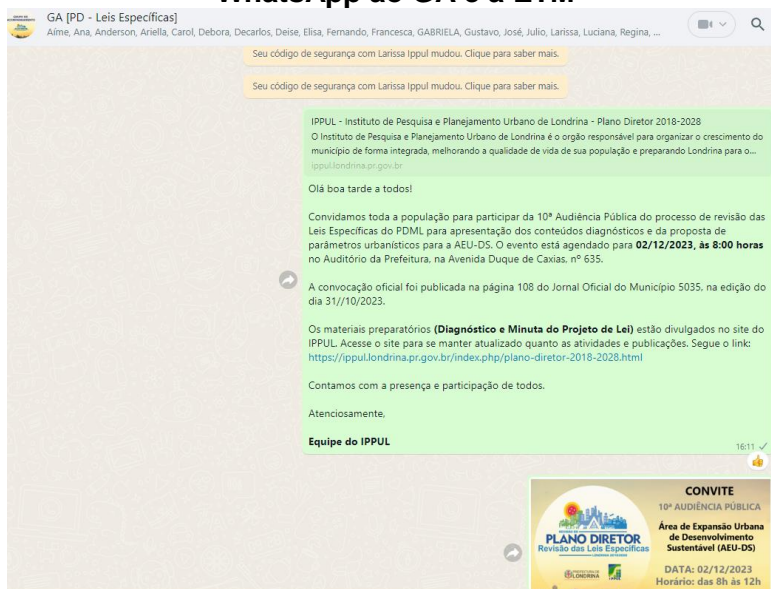 GA [PD - Leis Específicas]
Aíme, Ana, Anderson, Ariella, Carol, Debora, Decarlos, Deise, Elisa, Fernando, Francesca, GABRIELA, Gustavo, José, Julio, Larissa, Luciana, Regina, ...
Seu código de segurança com Larissa Ippul mudou. Clique para saber mais.
Seu código de segurança com Larissa Ippul mudou. Clique para saber mais.
IPPUL - Instituto de Pesquisa e Planejamento Urbano de Londrina - Plano Diretor 2018-2028
O Instituto de Pesquisa e Planejamento Urbano de Londrina é o orgão responsável para organizar o crescimento do
município de forma integrada, melhorando a qualidade de vida de sua população e preparando Londrina para o...
ippul.londrina.pr.gov.br
Olá boa tarde a todos!
Convidamos toda a população para participar da 10ª Audiência Pública do processo de revisão das
Leis Específicas do PDML para apresentação dos conteúdos diagnósticos e da proposta de
parâmetros urbanísticos para a AEU-DS. O evento está agendado para 02/12/2023, às 8:00 horas
no Auditório da Prefeitura, na Avenida Duque de Caxias, nº 635.
A convocação oficial foi publicada na página 108 do Jornal Oficial do Município 5035, na edição do
dia 31//10/2023.
Os materiais preparatórios (Diagnóstico e Minuta do Projeto de Lei) estão divulgados no site do
IPPUL. Acesse o site para se manter atualizado quanto as atividades e publicações. Segue o link:
https://ippul.londrina.pr.gov.br/index.php/plano-diretor-2018-2028.html
Contamos com a presença e participação de todos.
Atenciosamente,
Equipe do IPPUL
16:11
CONVITE
10ª AUDIÊNCIA PÚBLICA
Área de Expansão Urbana
de Desenvolvimento
Sustentável (AEU-DS)
PLANO DIRETOR
Revisão das Leis Específicas
LONDRINA
DATA: 02/12/2023
Horário: das 8h às 12h